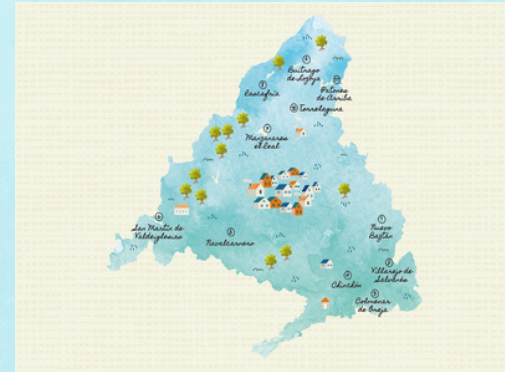 Buitrago
de Lozoya
Rascafría
Patones
de Arriba
Torrelaguna
Manzanares
el Real
San Martín de
Valdeiglesias
Navalcarnero
Nuevo
Baztán
Villarejo de
Salvanés
Chinchón
Colmenar
de Oreja